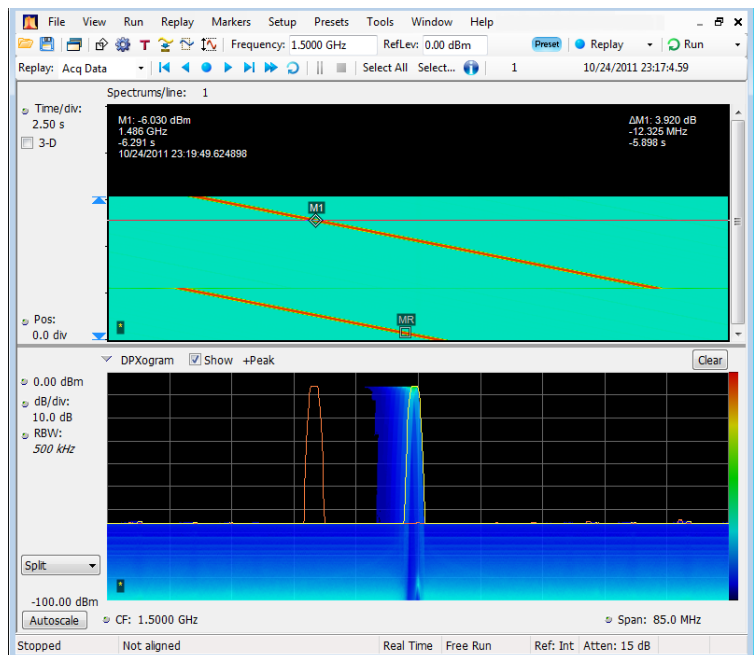 File View Run Replay Markers Setup Presets Tools Window Help
T Frequency: 1.5000 GHz RefLev: 0.00 dBm Preset Replay Run
Replay: Acq Data Select All Select... 1 10/24/2011 23:17:4.59
Spectrums/line: 1
Time/div:
2.50 s
3-D
M1: -6.030 dBm
1.486 GHz
-6.291 s
10/24/2011 23:19:49.624898
ΔM1: 3.920 dB
-12.325 MHz
-5.898 s
M1
MR
Pos:
0.0 div
*
DPXogram Show +Peak Clear
0.00 dBm
dB/div:
10.0 dB
RBW:
500 kHz
Split
*
-100.00 dBm
Autoscale CF: 1.5000 GHz Span: 85.0 MHz
Stopped Not aligned Real Time Free Run Ref: Int Atten: 15 dB